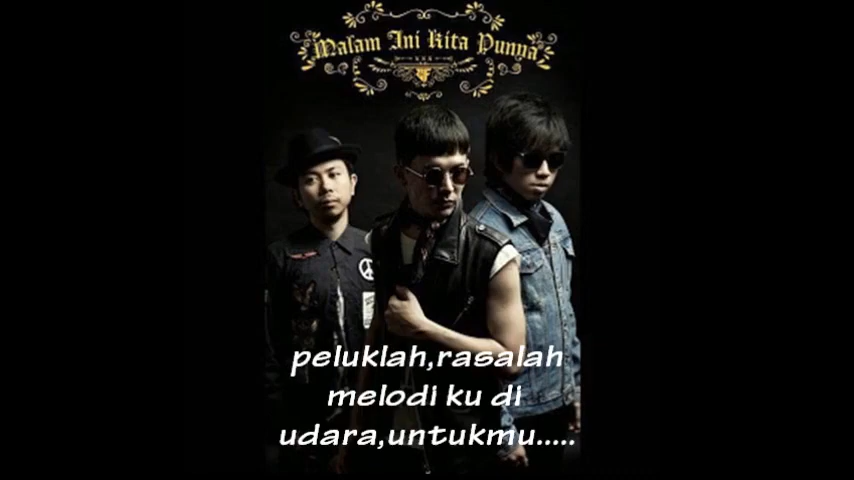 Malam Ini Kita Punya
peluklah,rasalah
melodi ku di
udara,untukmu.....